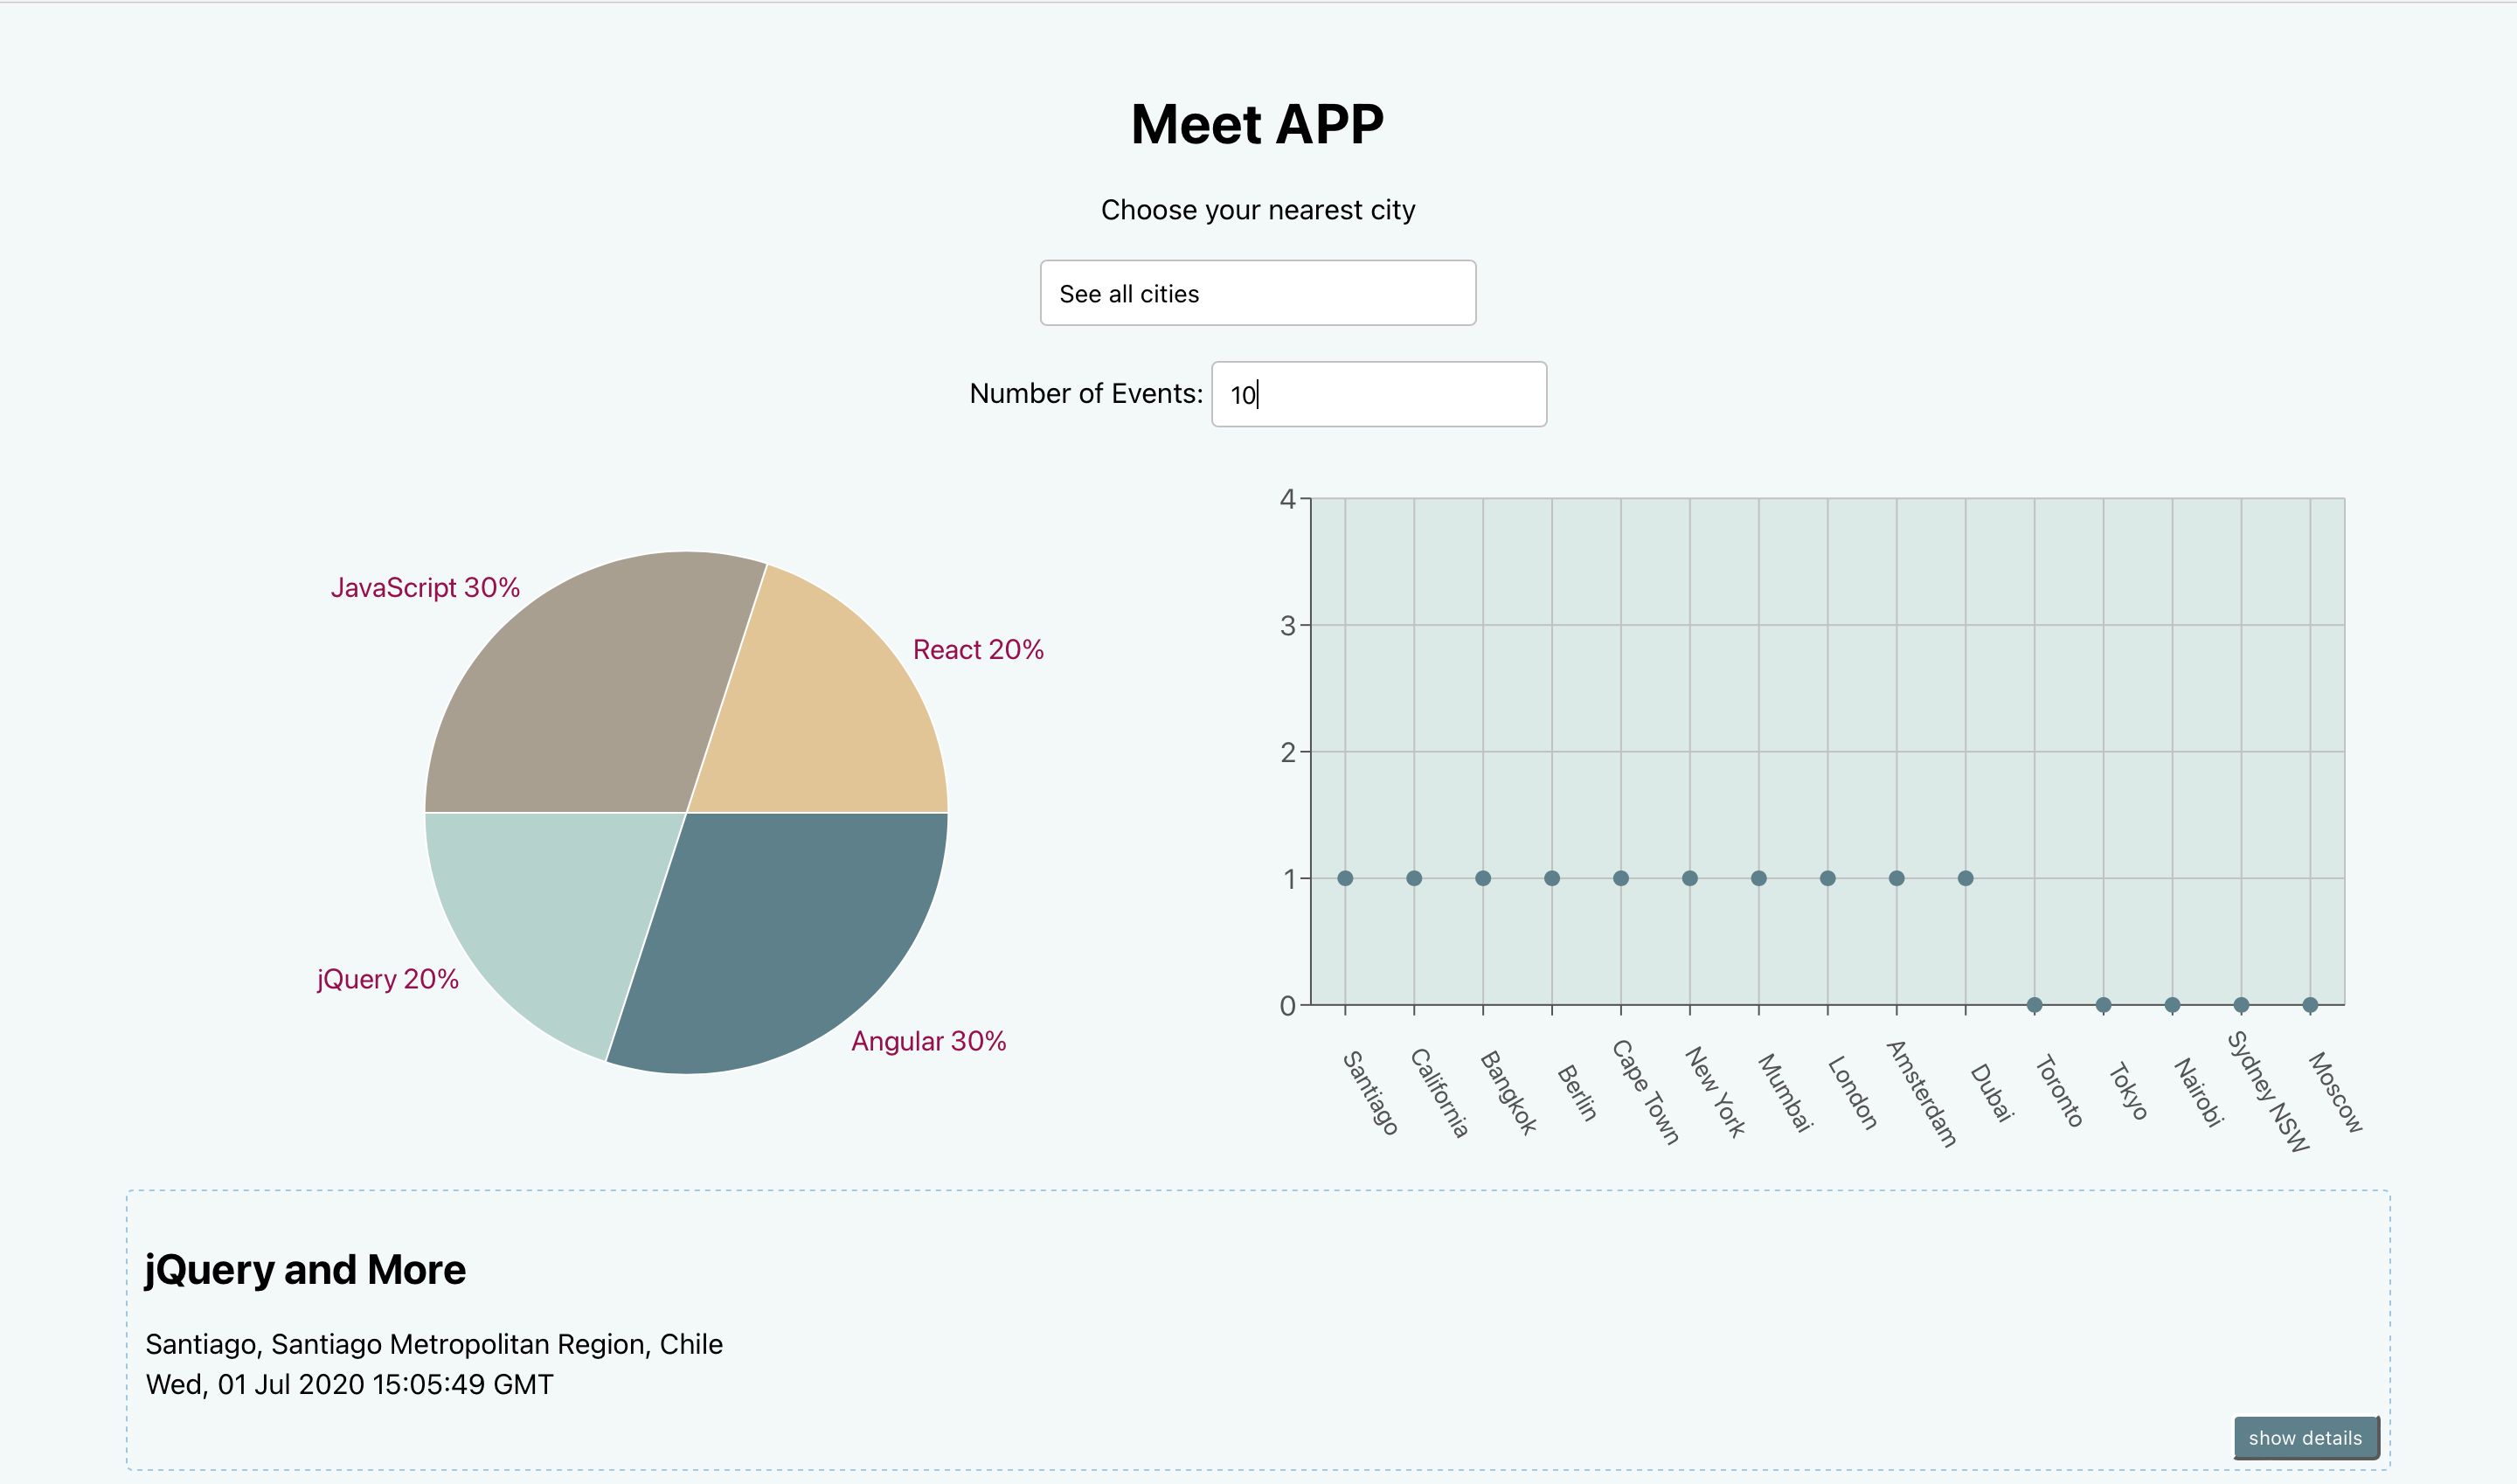 Meet APP
Choose your nearest city
See all cities
Number of Events: 10
JavaScript 30%
React 20%
jQuery 20%
Angular 30%
4
3
2
1
0
Santiago
California
Bangkok
Berlin
Cape Town
New York
Mumbai
London
Amsterdam
Dubai
Toronto
Tokyo
Nairobi
Sydney NSW
Moscow
jQuery and More
Santiago, Santiago Metropolitan Region, Chile
Wed, 01 Jul 2020 15:05:49 GMT
show details